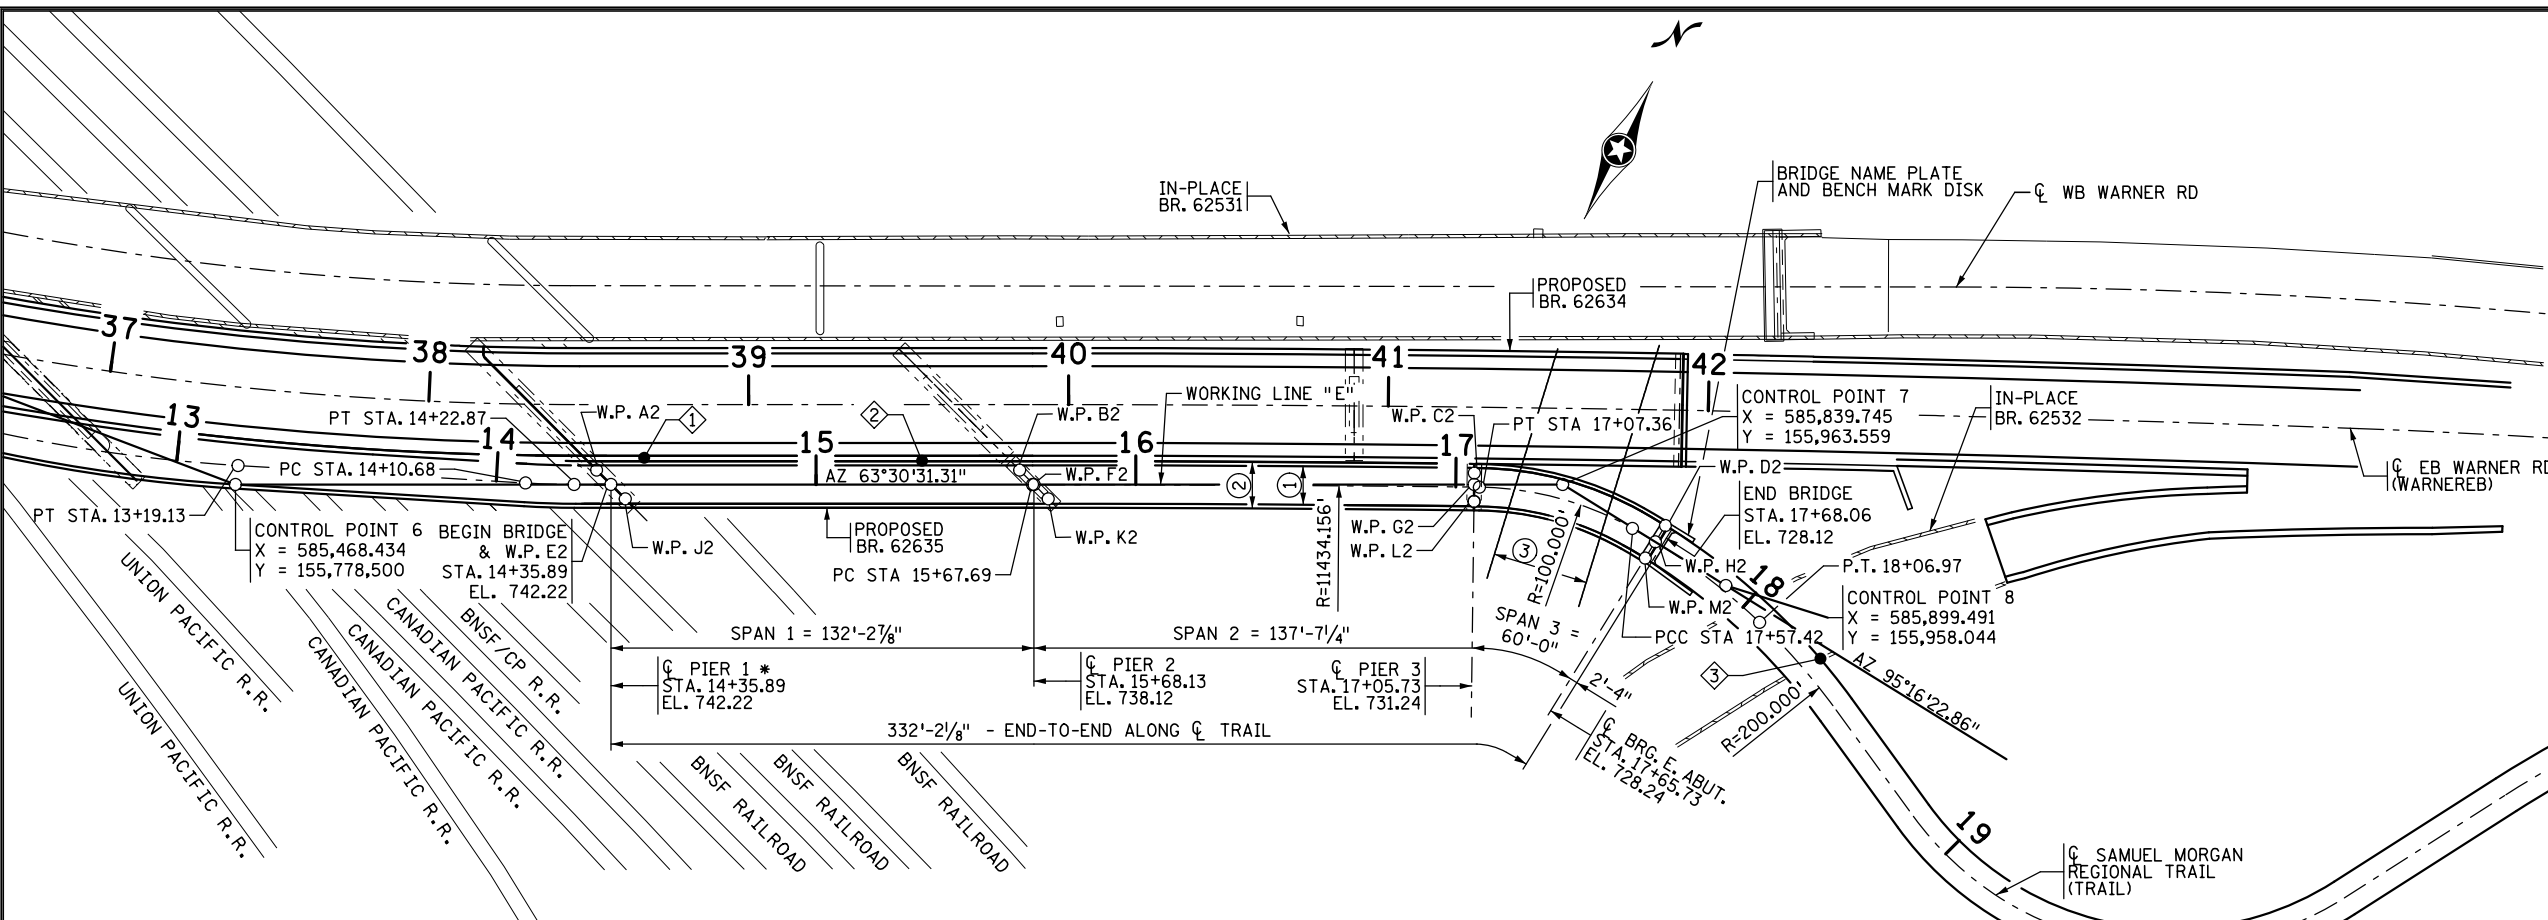 N
IN-PLACE
BR. 62531
BRIDGE NAME PLATE
AND BENCH MARK DISK
℄ WB WARNER RD
PROPOSED
BR. 62634
37
38
39
40
41
42
WORKING LINE "E"
CONTROL POINT 7
X = 585,839.745
Y = 155,963.559
IN-PLACE
BR. 62532
13
PT STA. 14+22.87
14
W.P. A2
1
2
15
W.P. B2
16
W.P. C2
17
PT STA 17+07.36
PC STA. 14+10.68
AZ 63°30'31.31"
W.P. F2
2
1
W.P. D2
℄ EB WARNER RD
(WARNEREB)
PT STA. 13+19.13
CONTROL POINT 6
X = 585,468.434
Y = 155,778,500
BEGIN BRIDGE
& W.P. E2
STA. 14+35.89
EL. 742.22
W.P. J2
PROPOSED
BR. 62635
PC STA 15+67.69
W.P. K2
R=11434.156'
W.P. G2
W.P. L2
3
R=100.000'
END BRIDGE
STA. 17+68.06
EL. 728.12
W.P. H2
18
P.T. 18+06.97
W.P. M2
PCC STA 17+57.42
CONTROL POINT 8
X = 585,899.491
Y = 155,958.044
UNION PACIFIC R.R.
UNION PACIFIC R.R.
CANADIAN PACIFIC R.R.
CANADIAN PACIFIC R.R.
CANADIAN PACIFIC R.R.
BNSF/CP R.R.
SPAN 1 = 132'-2⅞"
SPAN 2 = 137'-7¼"
SPAN 3 =
60'-0"
℄ PIER 1 *
STA. 14+35.89
EL. 742.22
℄ PIER 2
STA. 15+68.13
EL. 738.12
℄ PIER 3
STA. 17+05.73
EL. 731.24
2'-4"
3
AZ 95°16'22.86"
R=200.000'
332'-2⅛" - END-TO-END ALONG ℄ TRAIL
℄ BRG. E. ABUT.
STA. 17+65.73
EL. 728.24
BNSF RAILROAD
BNSF RAILROAD
BNSF RAILROAD
19
℄ SAMUEL MORGAN
REGIONAL TRAIL
(TRAIL)